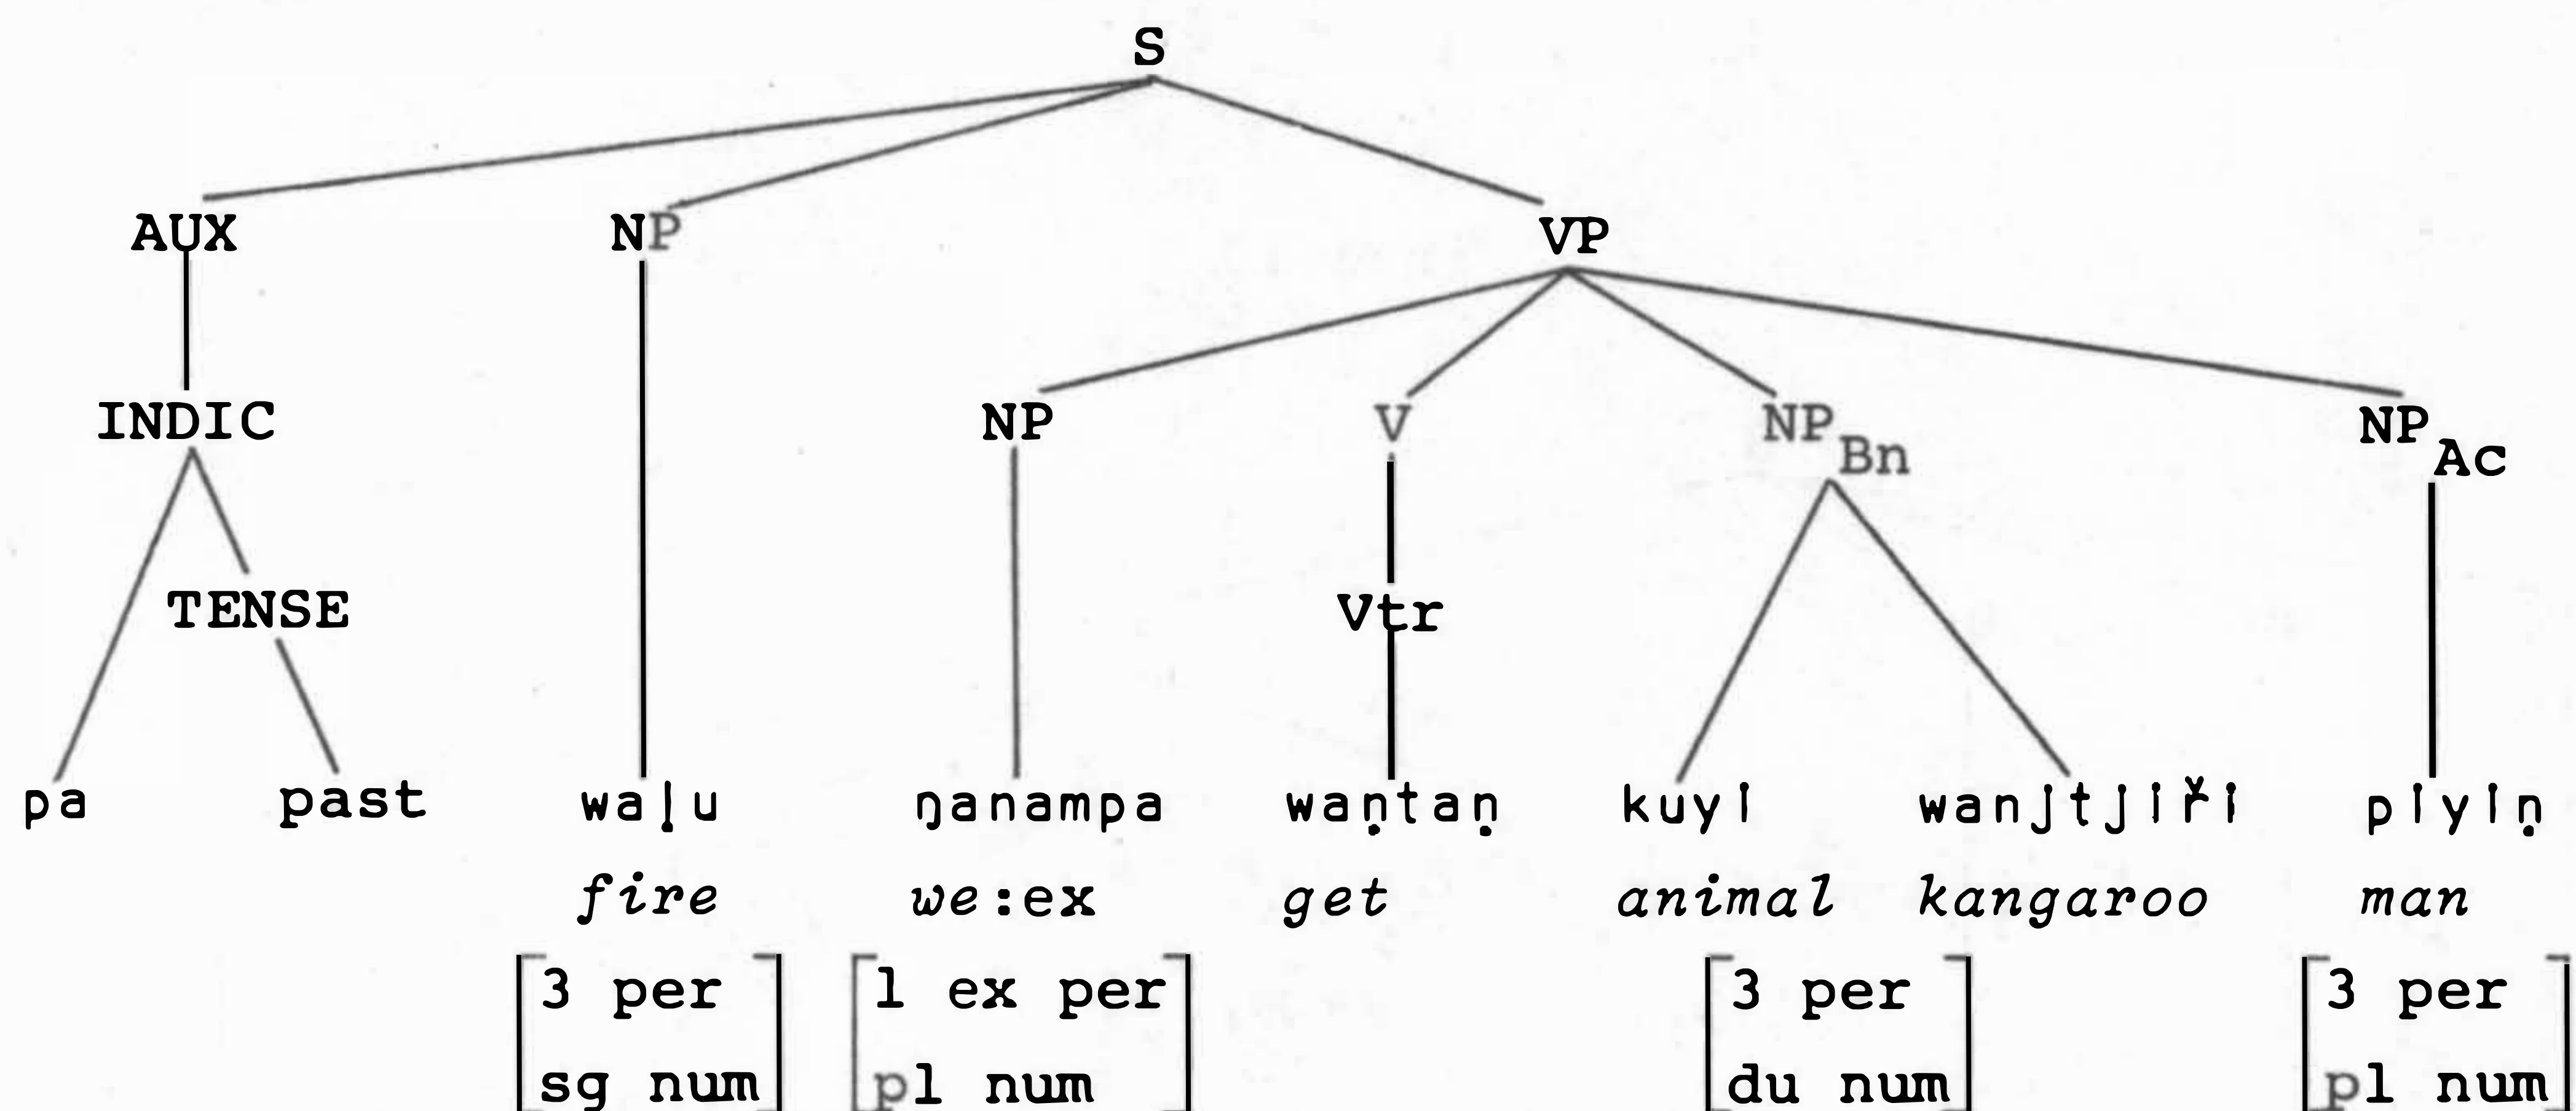 S
AUX NP VP
INDIC NP V NP Bn NP Ac
TENSE Vtr
pa past waḷu ŋanampa waṇtaṇ kuyi wanjtjiři piyiṇ
fire we:ex get animal kangaroo man
[3 per] [1 ex per] [3 per] [3 per]
[sg num] [pl num] [du num] [pl num]